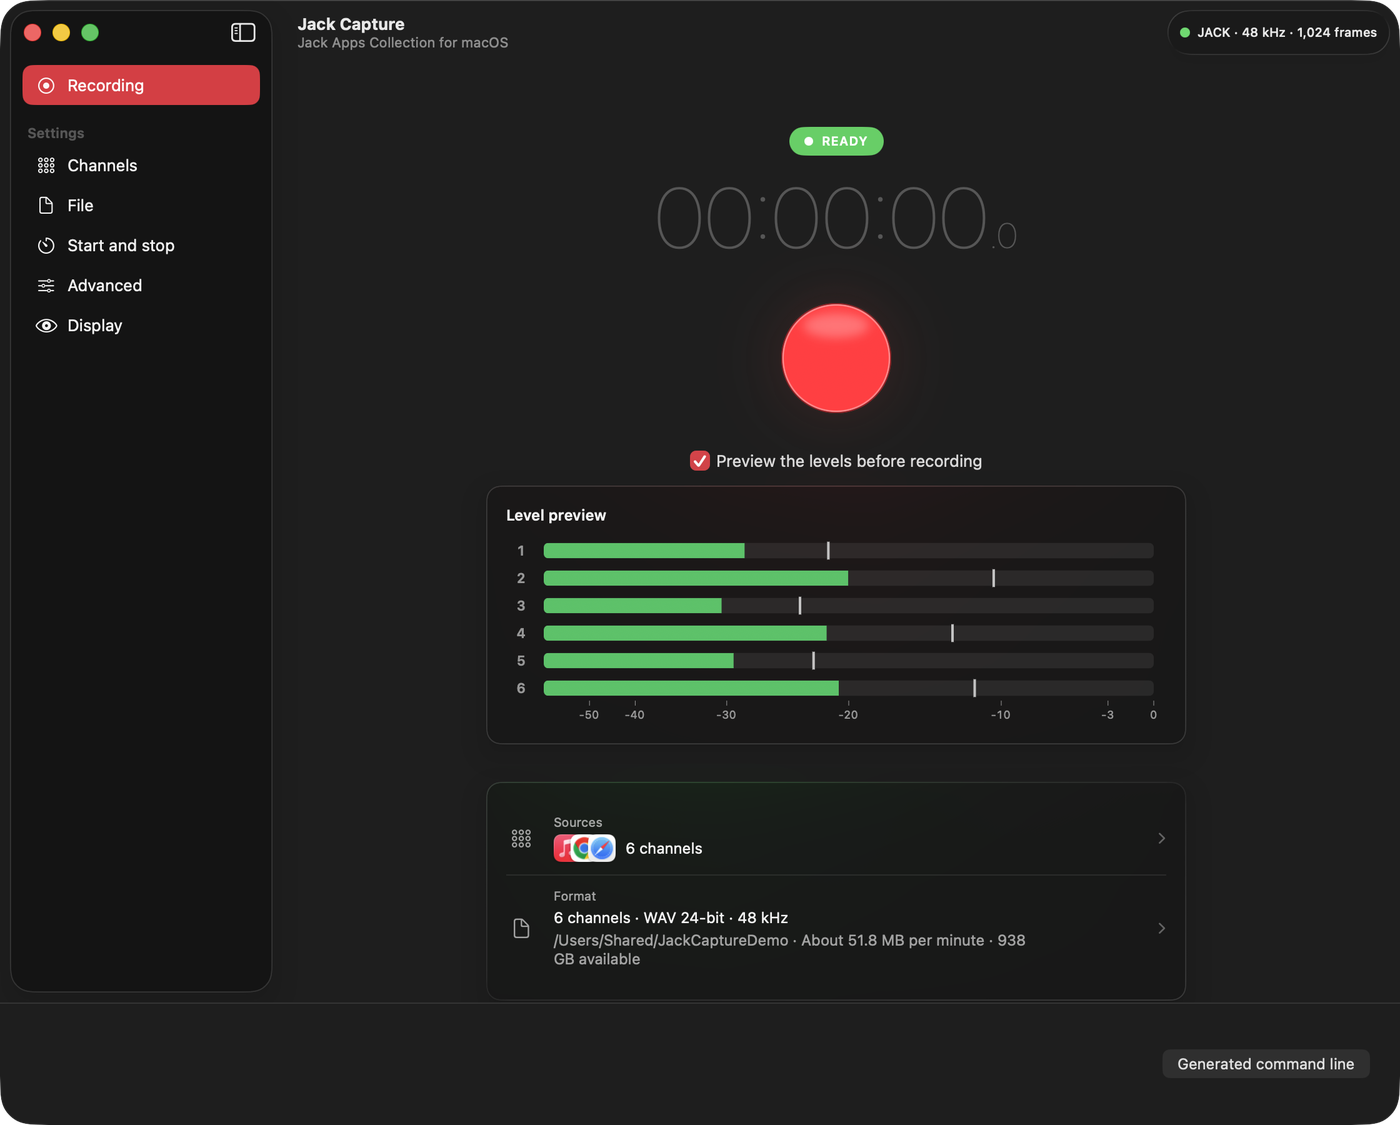 Jack Capture
Jack Apps Collection for macOS
JACK · 48 kHz · 1,024 frames
Recording
Settings
Channels
File
Start and stop
Advanced
Display
READY
00:00:00.0
Preview the levels before recording
Level preview
1
2
3
4
5
6
-50 -40 -30 -20 -10 -3 0
Sources
6 channels
Format
6 channels · WAV 24-bit · 48 kHz
/Users/Shared/JackCaptureDemo · About 51.8 MB per minute · 938
GB available
Generated command line